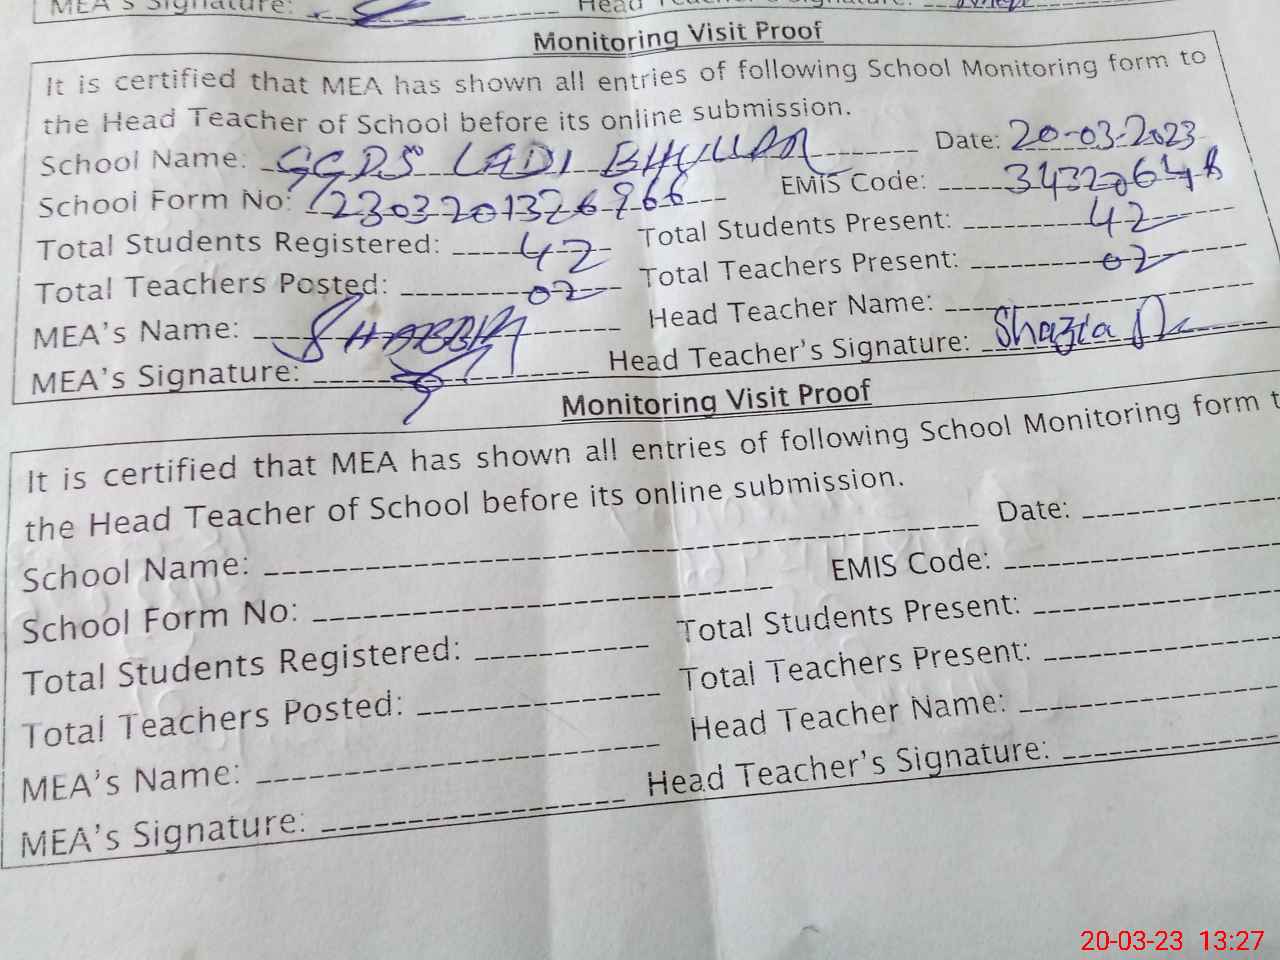 MEA's Signature: Head Teacher's Signature:
Monitoring Visit Proof
It is certified that MEA has shown all entries of following School Monitoring form to
the Head Teacher of School before its online submission.
School Name: GGPS LADI BHULLAR Date: 20-03-2023
School Form No: 230320132 EMIS Code:
Total Students Registered: 42 Total Students Present: 42
Total Teachers Posted: 02 Total Teachers Present: 02
MEA's Name: SHABBIR Head Teacher Name:
MEA's Signature: Head Teacher's Signature: Shazia
Monitoring Visit Proof
It is certified that MEA has shown all entries of following School Monitoring form t
the Head Teacher of School before its online submission.
School Name: Date:
School Form No: EMIS Code:
Total Students Registered: Total Students Present:
Total Teachers Posted: Total Teachers Present:
MEA's Name: Head Teacher Name:
MEA's Signature: Head Teacher's Signature:
20-03-23 13:27